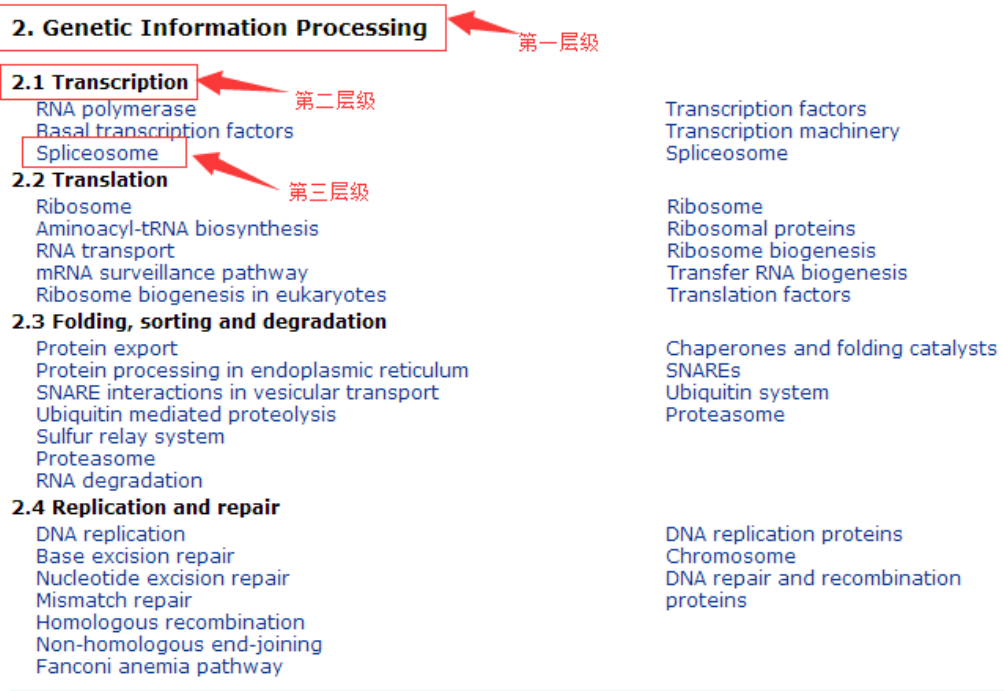 2. Genetic Information Processing
第一层级
2.1 Transcription
第二层级
RNA polymerase
Basal transcription factors
Spliceosome
Transcription factors
Transcription machinery
Spliceosome
第三层级
2.2 Translation
Ribosome
Aminoacyl-tRNA biosynthesis
RNA transport
mRNA surveillance pathway
Ribosome biogenesis in eukaryotes
Ribosome
Ribosomal proteins
Ribosome biogenesis
Transfer RNA biogenesis
Translation factors
2.3 Folding, sorting and degradation
Protein export
Protein processing in endoplasmic reticulum
SNARE interactions in vesicular transport
Ubiquitin mediated proteolysis
Sulfur relay system
Proteasome
RNA degradation
Chaperones and folding catalysts
SNAREs
Ubiquitin system
Proteasome
2.4 Replication and repair
DNA replication
Base excision repair
Nucleotide excision repair
Mismatch repair
Homologous recombination
Non-homologous end-joining
Fanconi anemia pathway
DNA replication proteins
Chromosome
DNA repair and recombination
proteins